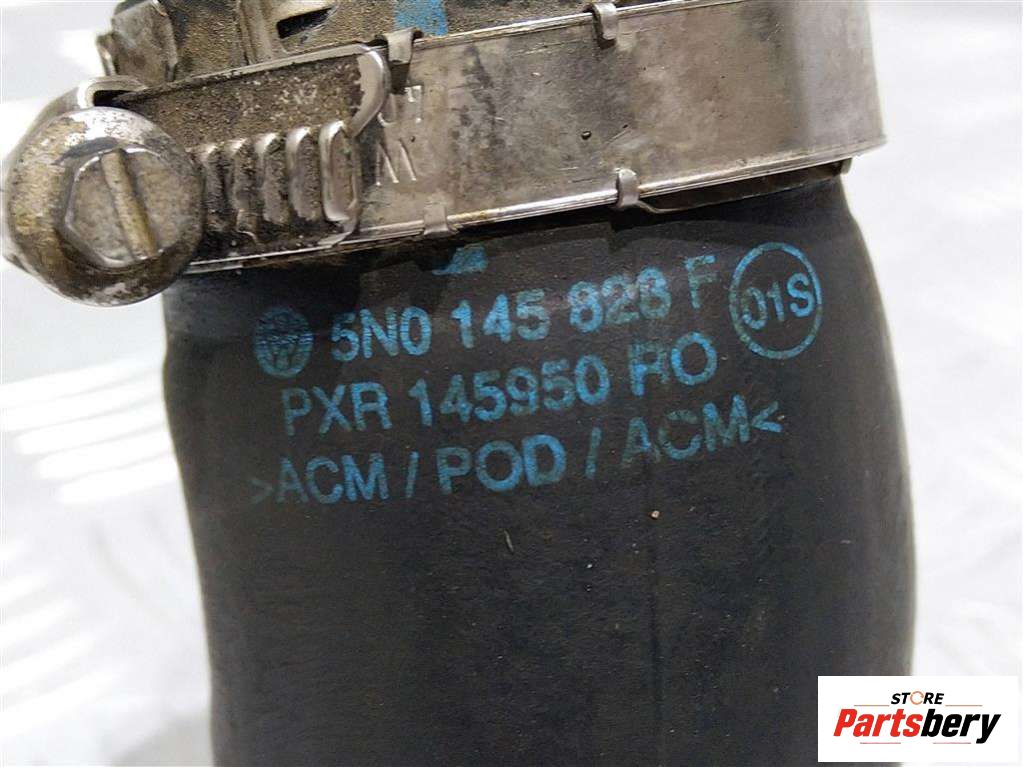 5N0 145 828 F 01S
PXR 145950 RO
>ACM / POD / ACM<
STORE
Partsbery